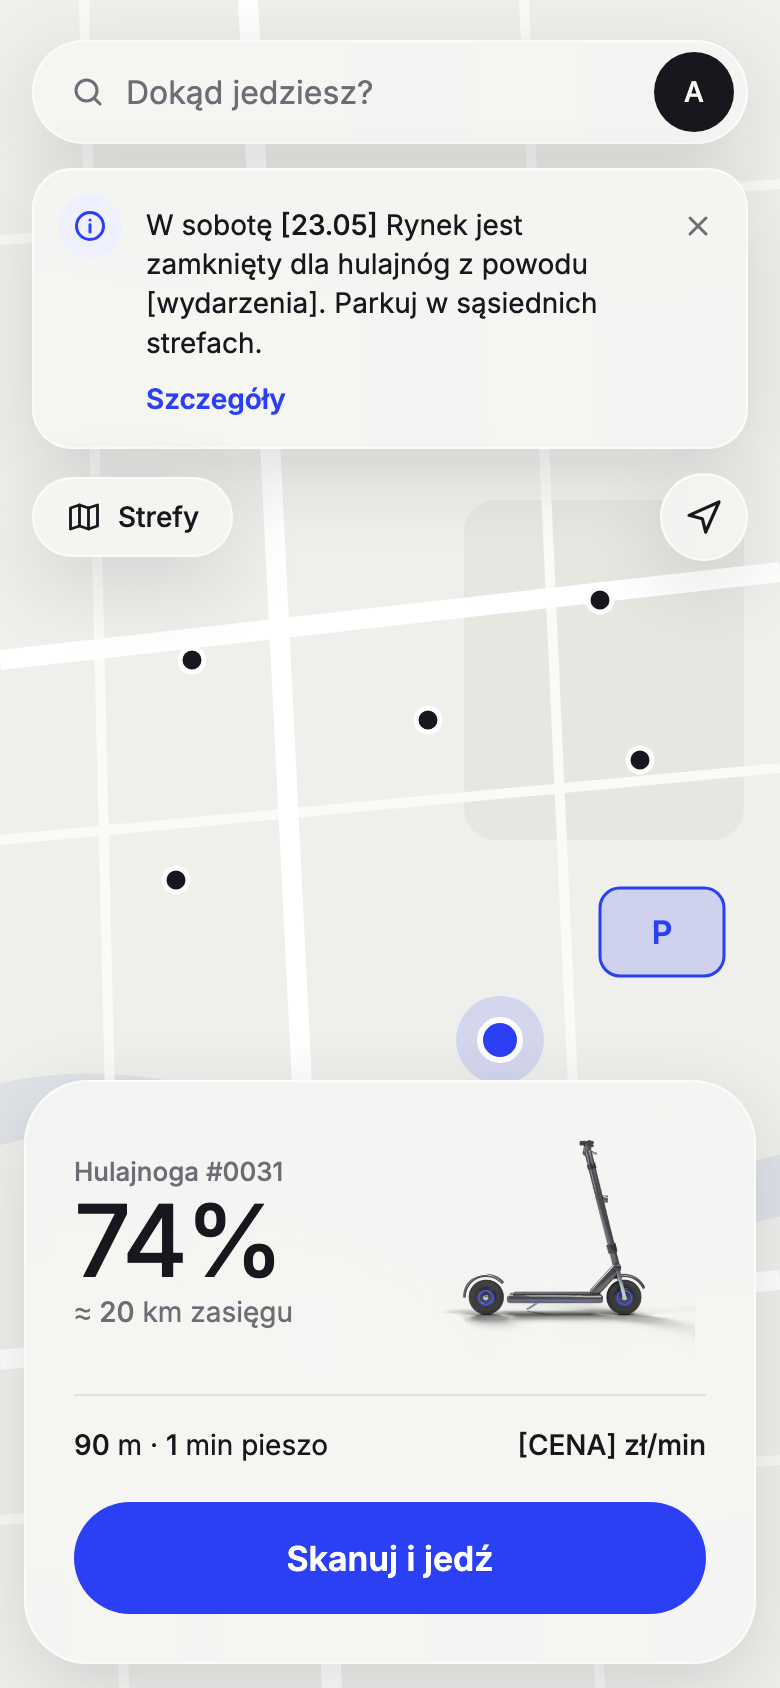 Dokąd jedziesz?
A
W sobotę [23.05] Rynek jest
zamknięty dla hulajnóg z powodu
[wydarzenia]. Parkuj w sąsiednich
strefach.
Szczegóły
Strefy
P
Hulajnoga #0031
74%
≈ 20 km zasięgu
90 m · 1 min pieszo
[CENA] zł/min
Skanuj i jedź